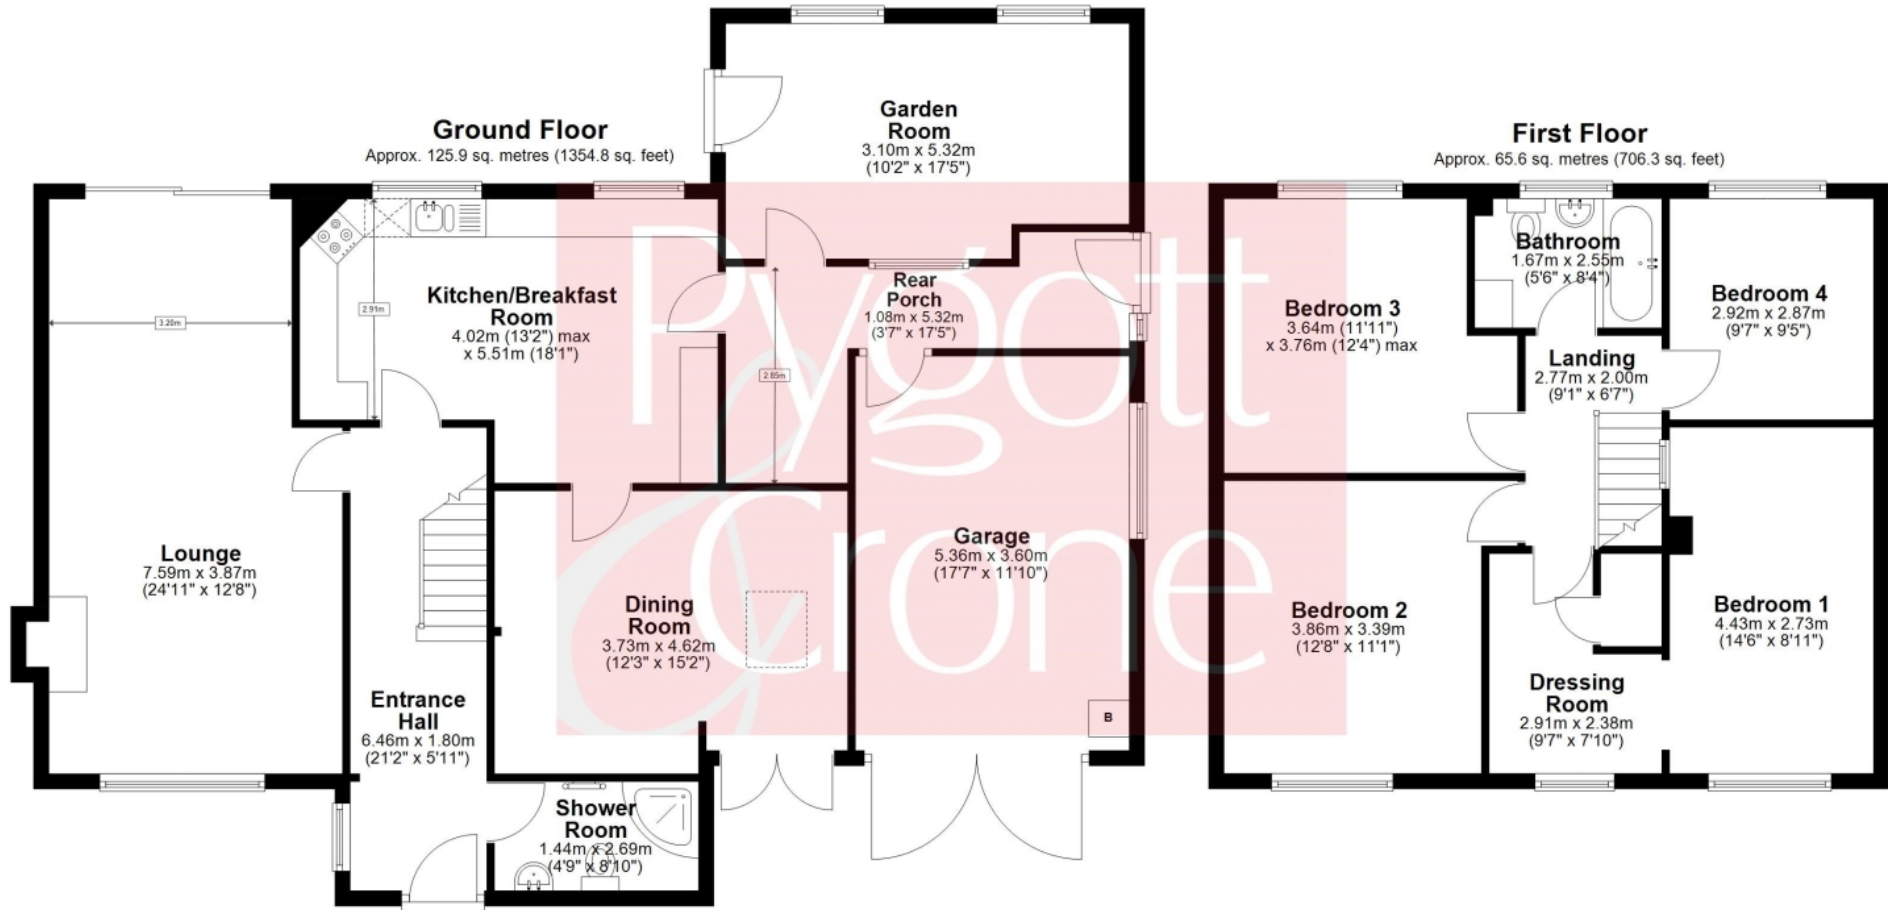 Ground Floor
Approx. 125.9 sq. metres (1354.8 sq. feet)
Garden
Room
3.10m x 5.32m
(10'2" x 17'5")
First Floor
Approx. 65.6 sq. metres (706.3 sq. feet)
3.20m
2.91m
Kitchen/Breakfast
Room
4.02m (13'2") max
x 5.51m (18'1")
Rear
Porch
1.08m x 5.32m
(3'7" x 17'5")
2.85m
Bedroom 3
3.64m (11'11")
x 3.76m (12'4") max
Bathroom
1.67m x 2.55m
(5'6" x 8'4")
Bedroom 4
2.92m x 2.87m
(9'7" x 9'5")
Landing
2.77m x 2.00m
(9'1" x 6'7")
Lounge
7.59m x 3.87m
(24'11" x 12'8")
Garage
5.36m x 3.60m
(17'7" x 11'10")
Dining
Room
3.73m x 4.62m
(12'3" x 15'2")
Bedroom 2
3.86m x 3.39m
(12'8" x 11'1")
Bedroom 1
4.43m x 2.73m
(14'6" x 8'11")
Entrance
Hall
6.46m x 1.80m
(21'2" x 5'11")
B
Dressing
Room
2.91m x 2.38m
(9'7" x 7'10")
Shower
Room
1.44m x 2.69m
(4'9" x 8'10")
Pygott
& Crone